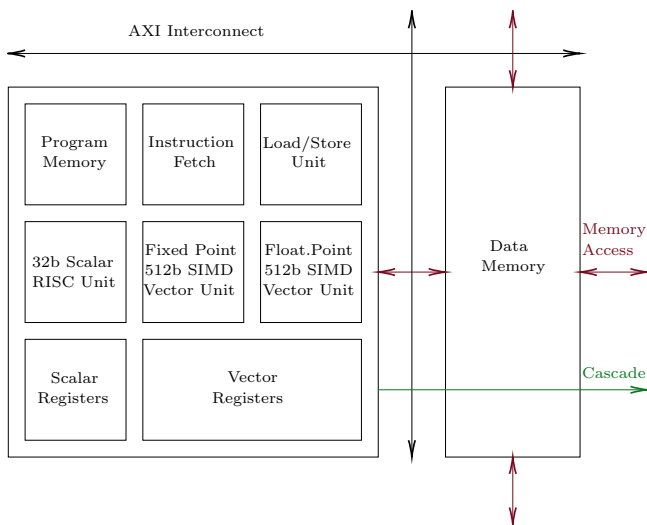 AXI Interconnect
Program
Memory
Instruction
Fetch
Load/Store
Unit
32b Scalar
RISC Unit
Fixed Point
512b SIMD
Vector Unit
Float.Point
512b SIMD
Vector Unit
Scalar
Registers
Vector
Registers
Data
Memory
Memory
Access
Cascade